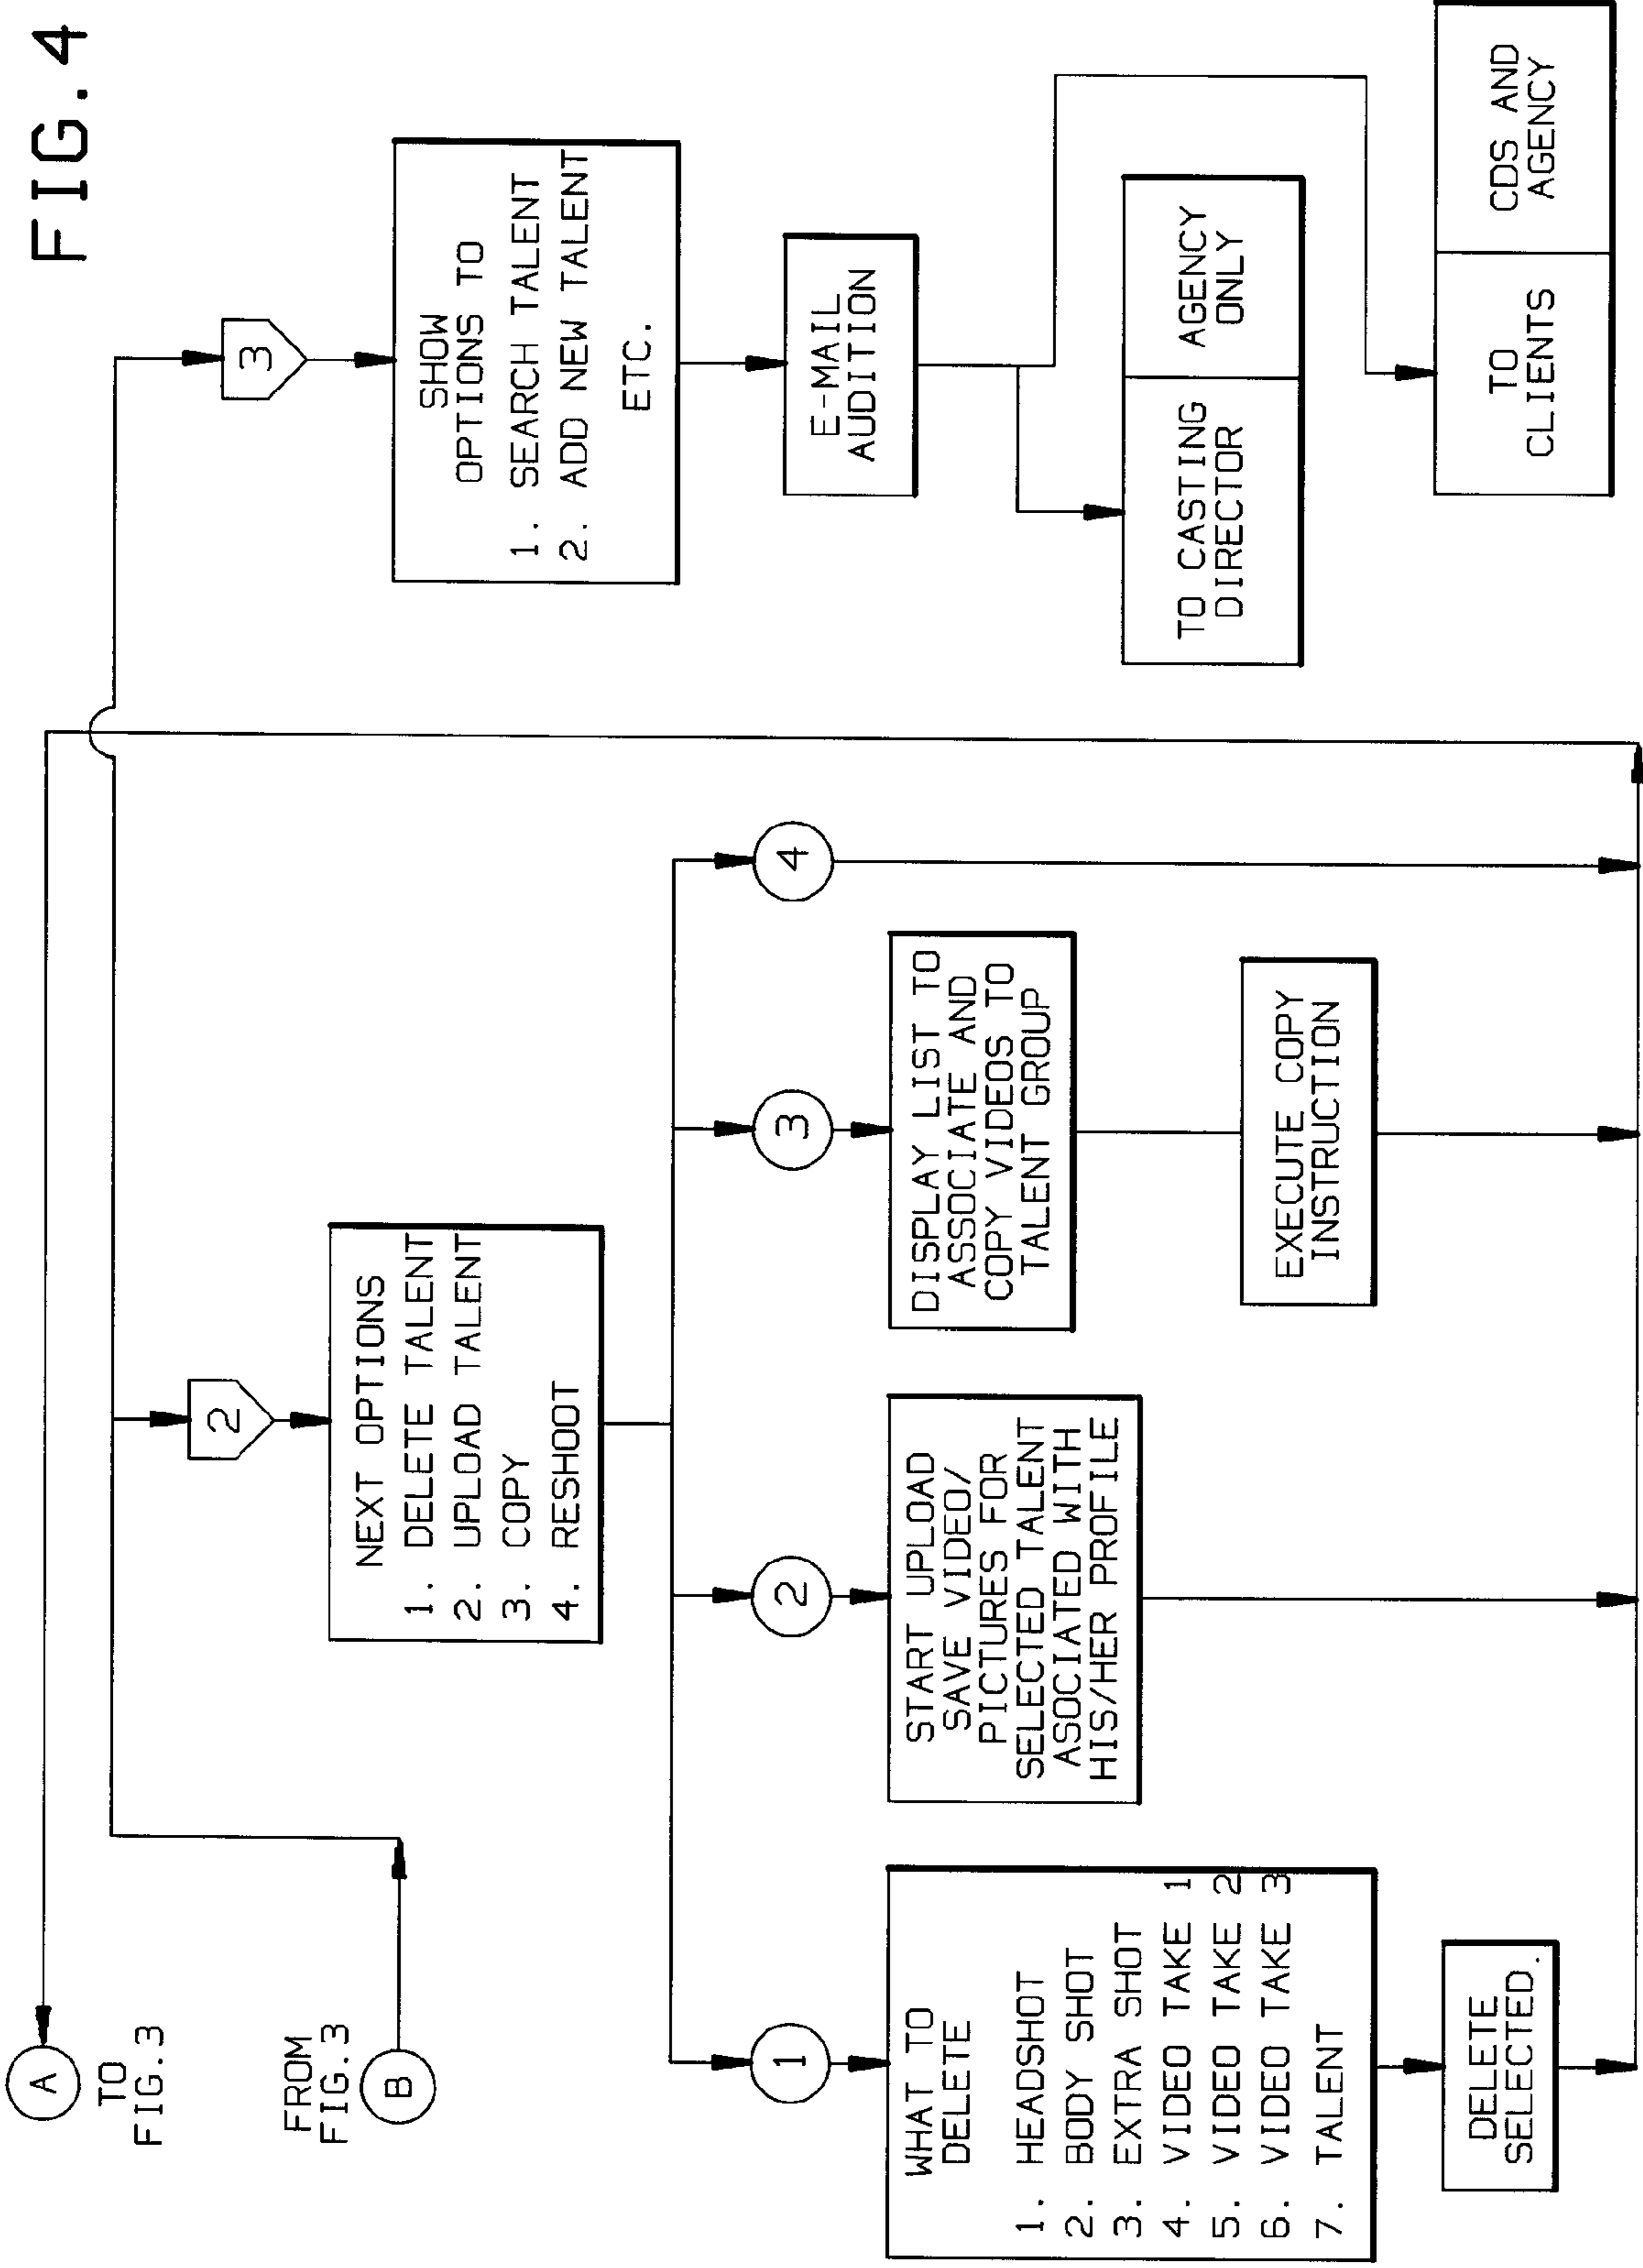 FIG.4
A
TO
FIG.3
FROM
FIG.3
B
2
NEXT OPTIONS
1. DELETE TALENT
2. UPLOAD TALENT
3. COPY
4. RESHOOT
1
WHAT TO
DELETE
1. HEADSHOT
2. BODY SHOT
3. EXTRA SHOT
4. VIDEO TAKE 1
5. VIDEO TAKE 2
6. VIDEO TAKE 3
7. TALENT
DELETE
SELECTED.
2
START UPLOAD
SAVE VIDEO/
PICTURES FOR
SELECTED TALENT
ASOCIATED WITH
HIS/HER PROFILE
3
DISPLAY LIST TO
ASSOCIATE AND
COPY VIDEOS TO
TALENT GROUP
EXECUTE COPY
INSTRUCTION
4
3
SHOW
OPTIONS TO
1. SEARCH TALENT
2. ADD NEW TALENT
ETC.
E-MAIL
AUDITION
TO CASTING
DIRECTOR
AGENCY
ONLY
TO
CLIENTS
CDS AND
AGENCY